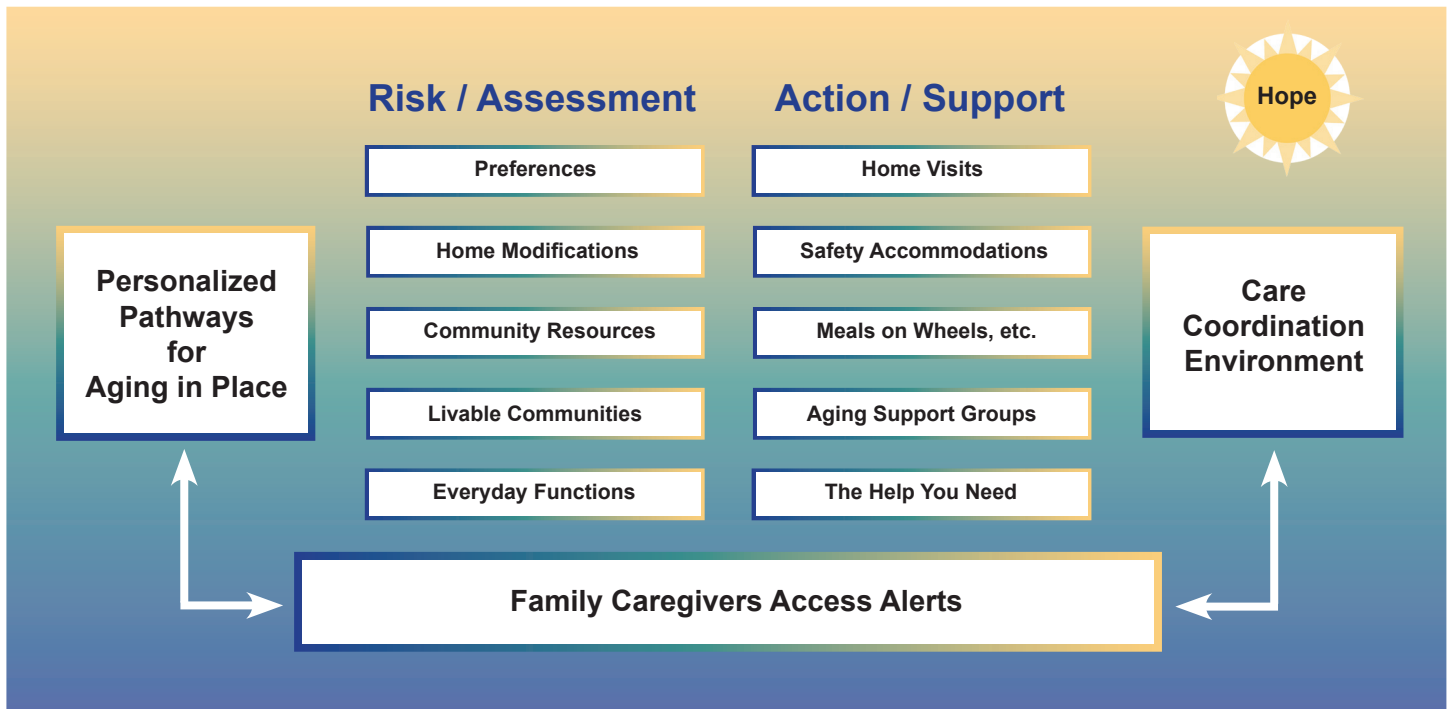 Risk / Assessment
Action / Support
Hope
Preferences
Home Visits
Home Modifications
Safety Accommodations
Personalized
Pathways
for
Aging in Place
Community Resources
Meals on Wheels, etc.
Care
Coordination
Environment
Livable Communities
Aging Support Groups
Everyday Functions
The Help You Need
Family Caregivers Access Alerts